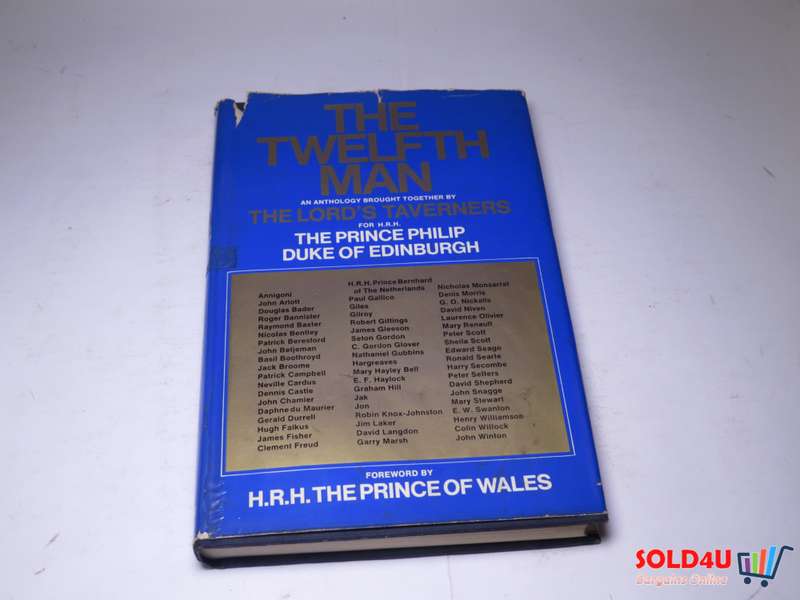 THE
TWELFTH
MAN
AN ANTHOLOGY BROUGHT TOGETHER BY
THE LORD'S TAVERNERS
FOR H.R.H.
THE PRINCE PHILIP
DUKE OF EDINBURGH
Annigoni
John Arlott
Douglas Bader
Roger Bannister
Raymond Baxter
Nicolas Bentley
Patrick Beresford
John Betjeman
Basil Boothroyd
Jack Broome
Patrick Campbell
Neville Cardus
Dennis Castle
John Chamier
Daphne du Maurier
Gerald Durrell
Hugh Falkus
James Fisher
Clement Freud
H.R.H. Prince Bernhard
of The Netherlands
Paul Gallico
Giles
Gilroy
Robert Gittings
James Gleeson
Seton Gordon
C. Gordon Glover
Nathaniel Gubbins
Hargreaves
Mary Hayley Bell
E. F. Haylock
Graham Hill
Jak
Jon
Robin Knox-Johnston
Jim Laker
David Langdon
Garry Marsh
Nicholas Monsarrat
Denis Morris
G. O. Nickalls
David Niven
Laurence Olivier
Mary Renault
Peter Scott
Sheila Scott
Edward Seago
Ronald Searle
Harry Secombe
Peter Sellers
David Shepherd
John Snagge
Mary Stewart
E. W. Swanton
Henry Williamson
Colin Willock
John Winton
FOREWORD BY
H.R.H. THE PRINCE OF WALES
SOLD4U
Bargains Online